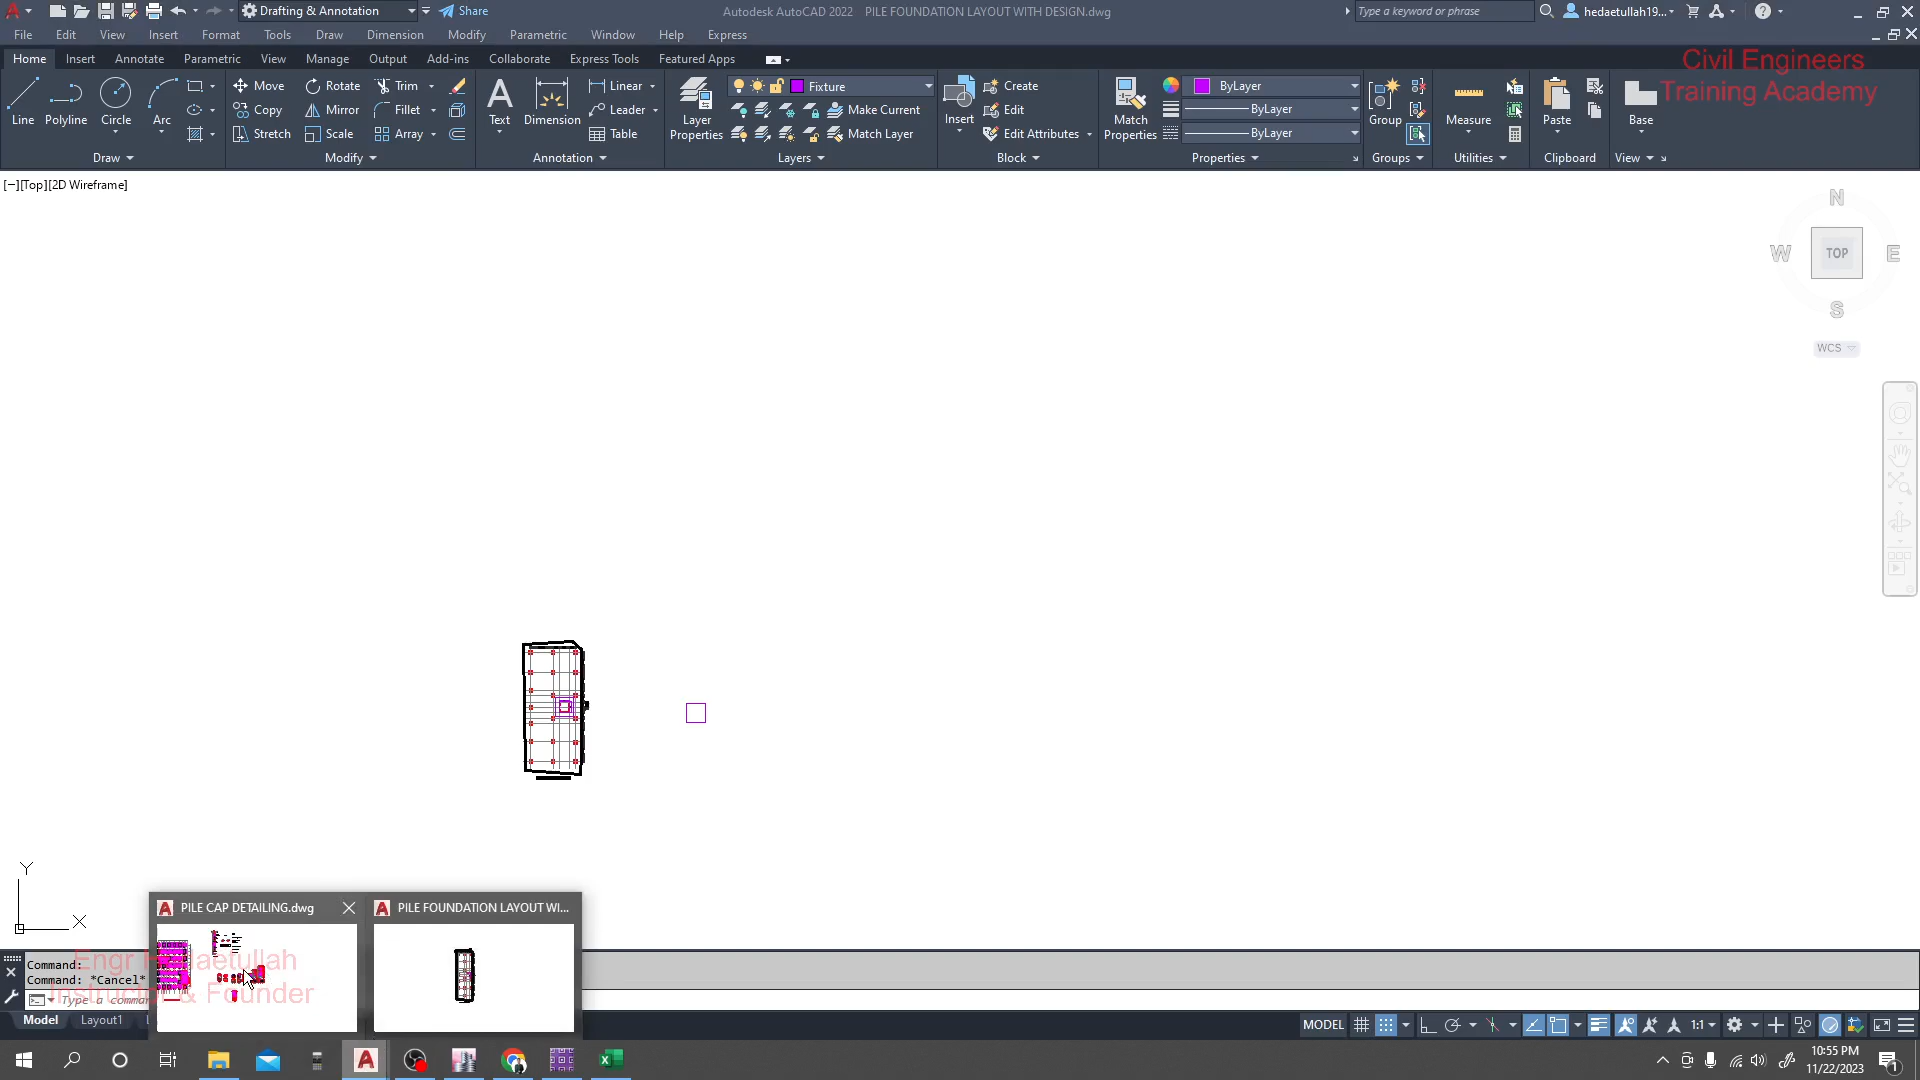 Drafting & Annotation
Share
Autodesk AutoCAD 2022 PILE FOUNDATION LAYOUT WITH DESIGN.dwg
Type a keyword or phrase
hedaetullah19...
File Edit View Insert Format Tools Draw Dimension Modify Parametric Window Help Express
Home Insert Annotate Parametric View Manage Output Add-ins Collaborate Express Tools Featured Apps
Civil Engineers
Training Academy
Line Polyline Circle Arc
Move Rotate Trim
Copy Mirror Fillet
Stretch Scale Array
Text Dimension
Linear
Leader
Table
Layer
Properties
Fixture
Make Current
Match Layer
Insert
Create
Edit
Edit Attributes
Match
Properties
ByLayer
ByLayer
ByLayer
Group
Measure
Paste
Base
Draw Modify Annotation Layers Block Properties Groups Utilities Clipboard View
[−][Top][2D Wireframe]
N
W TOP E
S
WCS
Y
X
PILE CAP DETAILING.dwg
PILE FOUNDATION LAYOUT WI...
Command:
Command: *Cancel*
Type a comma
Instructor & Founder
Model Layout1
MODEL
1:1
10:55 PM
11/22/2023
1